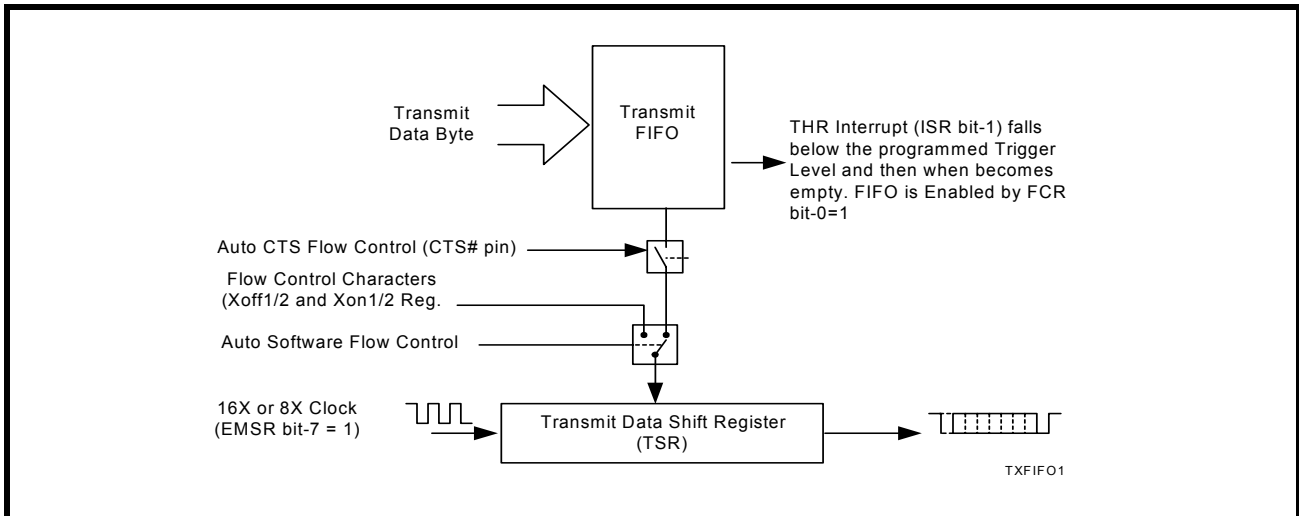 Transmit
Data Byte
Transmit
FIFO
THR Interrupt (ISR bit-1) falls
below the programmed Trigger
Level and then when becomes
empty. FIFO is Enabled by FCR
bit-0=1
Auto CTS Flow Control (CTS# pin)
Flow Control Characters
(Xoff1/2 and Xon1/2 Reg.
Auto Software Flow Control
16X or 8X Clock
(EMSR bit-7 = 1)
Transmit Data Shift Register
(TSR)
TXFIFO1